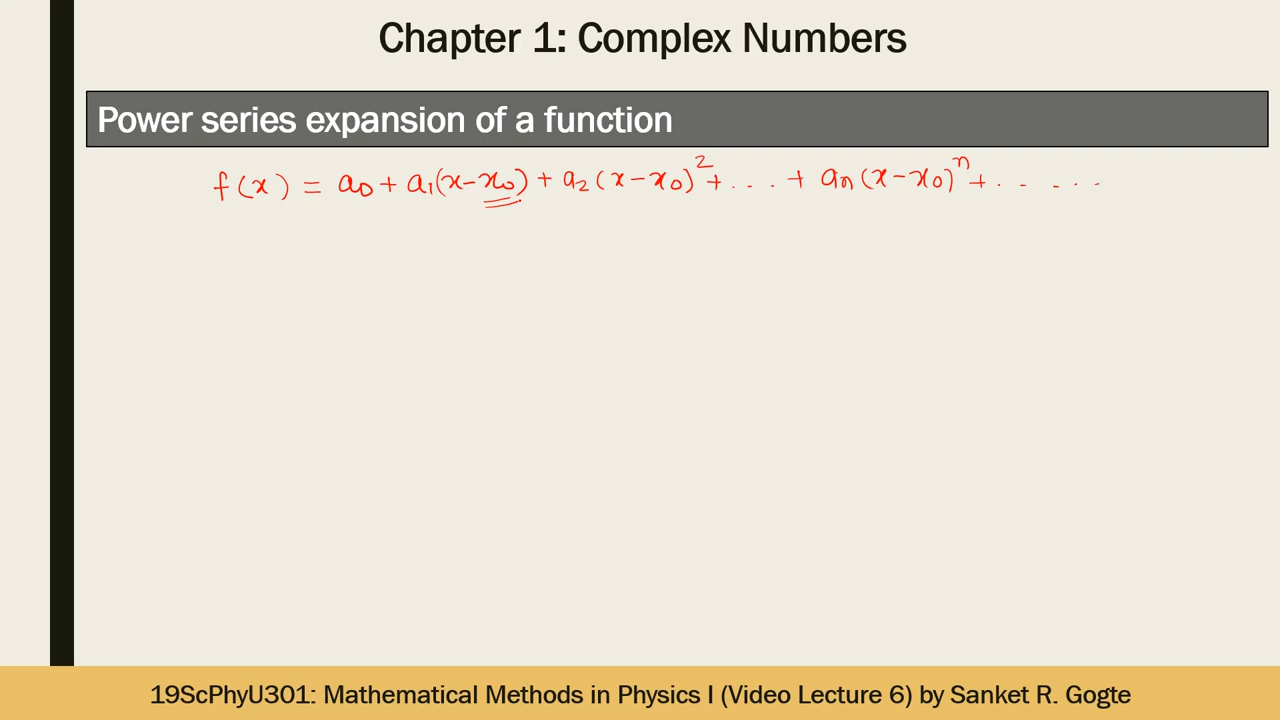 Chapter 1: Complex Numbers
Power series expansion of a function
f(x) = a₀ + a₁(x-x₀) + a₂(x-x₀)² + ... + aₙ(x-x₀)ⁿ + ......
19ScPhyU301: Mathematical Methods in Physics I (Video Lecture 6) by Sanket R. Gogte